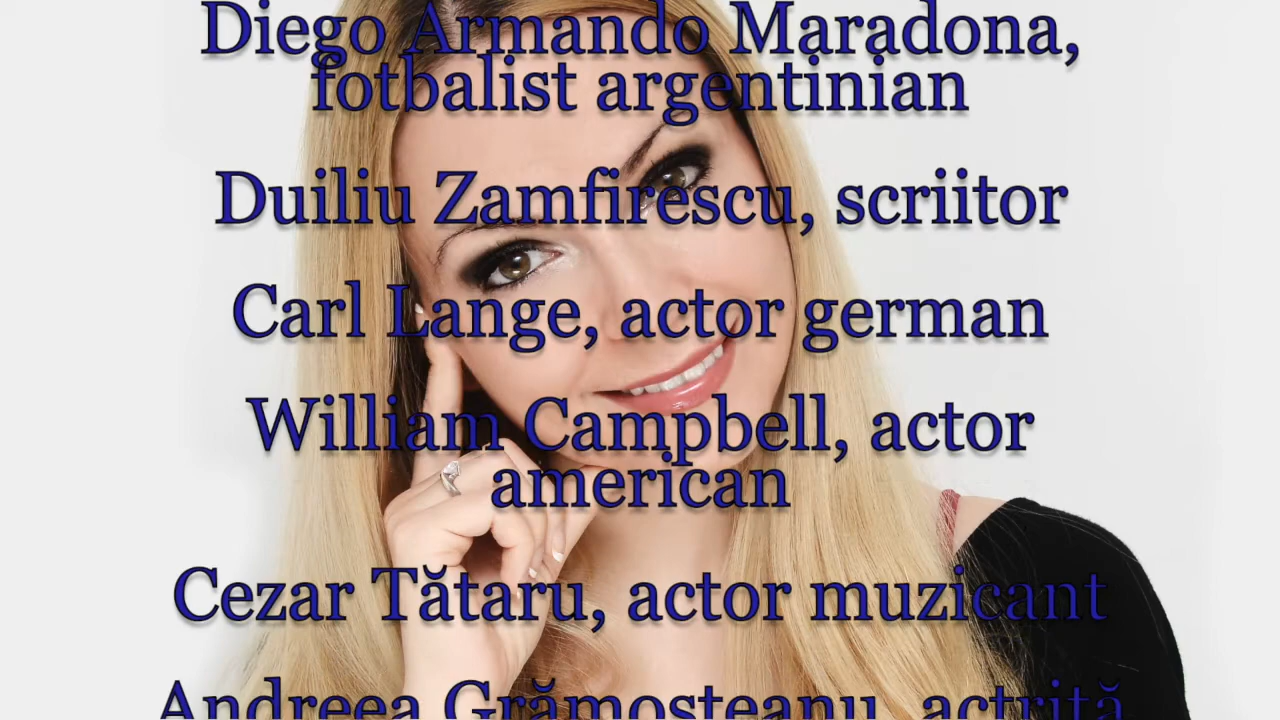 Diego Armando Maradona,
fotbalist argentinian
Duiliu Zamfirescu, scriitor
Carl Lange, actor german
William Campbell, actor
american
Cezar Tătaru, actor muzicant
Andreea Grămoșteanu, actriță